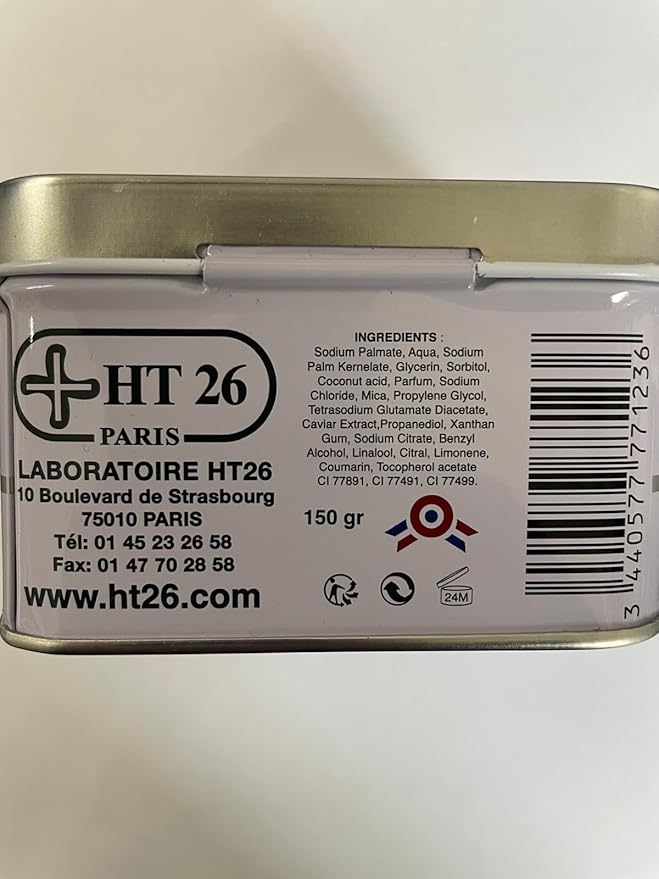 HT 26
PARIS
LABORATOIRE HT26
10 Boulevard de Strasbourg
75010 PARIS
Tél: 01 45 23 26 58
Fax: 01 47 70 28 58
www.ht26.com
INGREDIENTS :
Sodium Palmate, Aqua, Sodium
Palm Kernelate, Glycerin, Sorbitol,
Coconut acid, Parfum, Sodium
Chloride, Mica, Propylene Glycol,
Tetrasodium Glutamate Diacetate,
Caviar Extract,Propanediol, Xanthan
Gum, Sodium Citrate, Benzyl
Alcohol, Linalool, Citral, Limonene,
Coumarin, Tocopherol acetate
CI 77891, CI 77491, CI 77499.
150 gr
24M
3 440577 771236